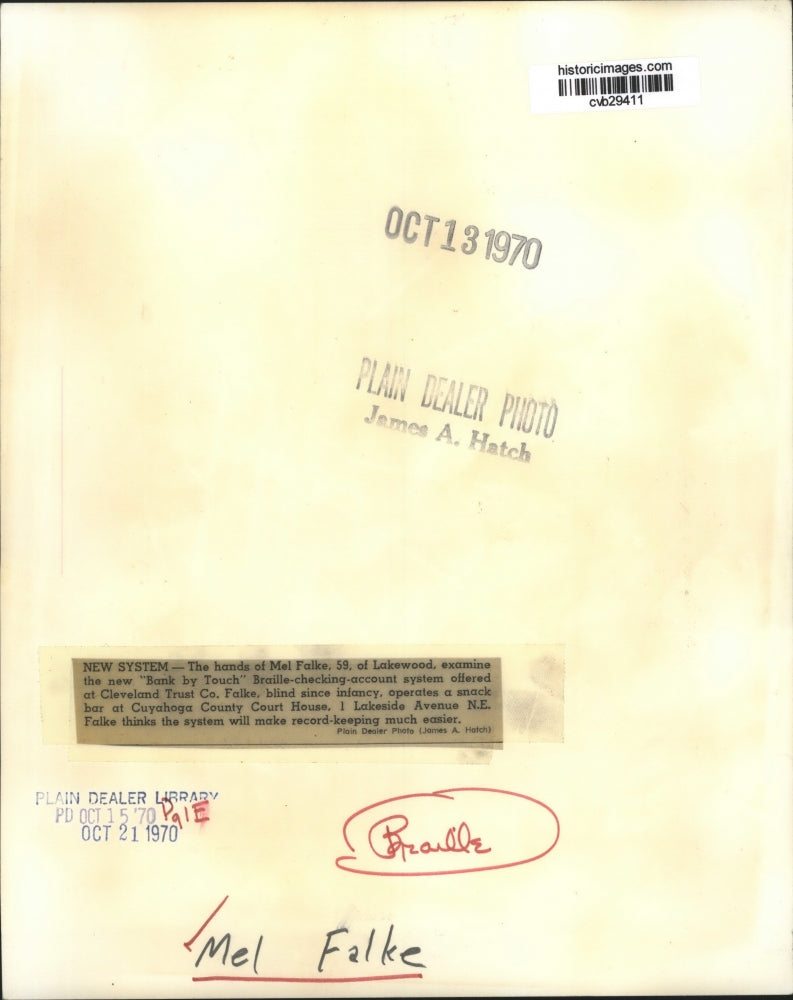 historicimages.com
cvb29411
OCT 13 1970
PLAIN DEALER PHOTO
James A. Hatch
NEW SYSTEM — The hands of Mel Falke, 59, of Lakewood, examine
the new "Bank by Touch" Braille-checking-account system offered
at Cleveland Trust Co. Falke, blind since infancy, operates a snack
bar at Cuyahoga County Court House, 1 Lakeside Avenue N.E.
Falke thinks the system will make record-keeping much easier.
Plain Dealer Photo (James A. Hatch)
PLAIN DEALER LIBRARY
PD OCT 15 '70 Pg1E
OCT 21 1970
Braille
Mel Falke